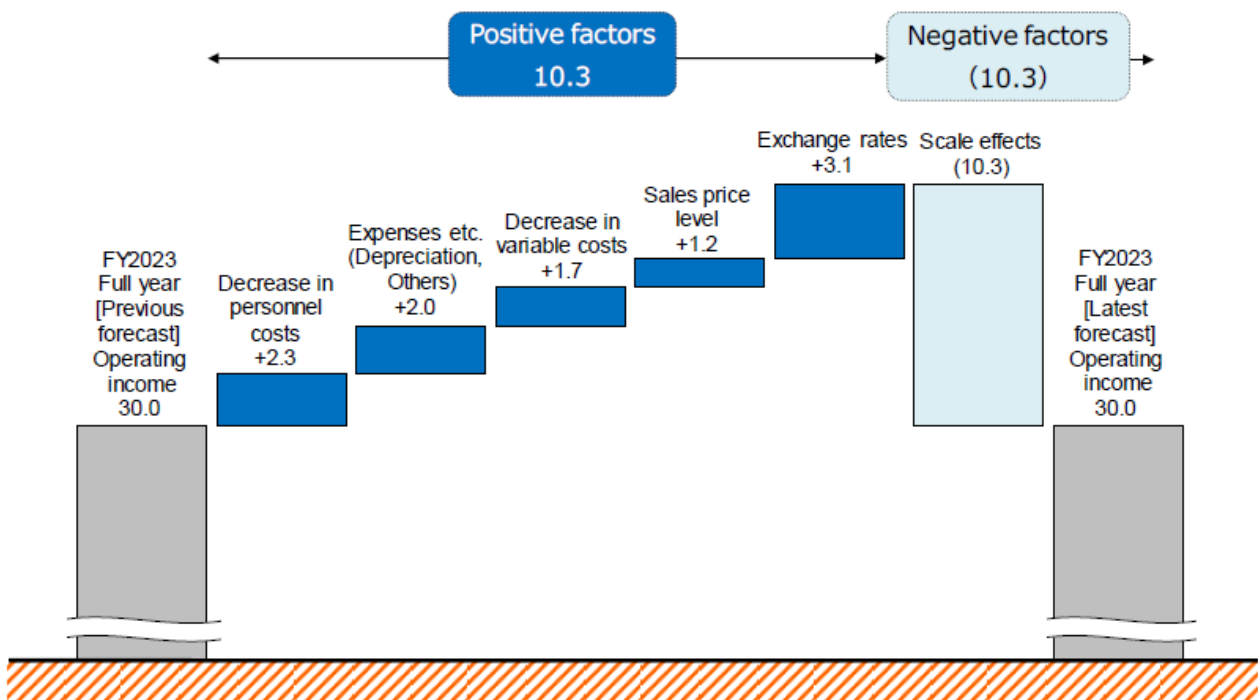 Positive factors
10.3
Negative factors
(10.3)
FY2023
Full year
[Previous
forecast]
Operating
income
30.0
Decrease in
personnel
costs
+2.3
Expenses etc.
(Depreciation,
Others)
+2.0
Decrease in
variable costs
+1.7
Sales price
level
+1.2
Exchange rates
+3.1
Scale effects
(10.3)
FY2023
Full year
[Latest
forecast]
Operating
income
30.0